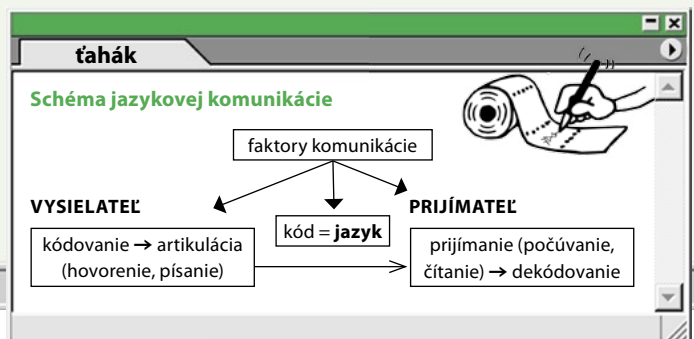 ťahák
Schéma jazykovej komunikácie
faktory komunikácie
VYSIELATEĽ
kódovanie → artikulácia
(hovorenie, písanie)
kód = jazyk
PRIJÍMATEĽ
prijímanie (počúvanie,
čítanie) → dekódovanie